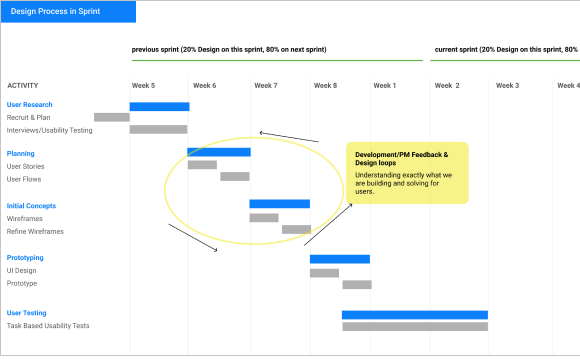 Design Process in Sprint
previous sprint (20% Design on this sprint, 80% on next sprint)
current sprint (20% Design on this sprint, 80%
ACTIVITY
Week 5
Week 6
Week 7
Week 8
Week 1
Week 2
Week 3
Week 4
User Research
Recruit & Plan
Interviews/Usability Testing
Planning
User Stories
User Flows
Development/PM Feedback &
Design loops
Understanding exactly what we
are building and solving for
users.
Initial Concepts
Wireframes
Refine Wireframes
Prototyping
UI Design
Prototype
User Testing
Task Based Usability Tests